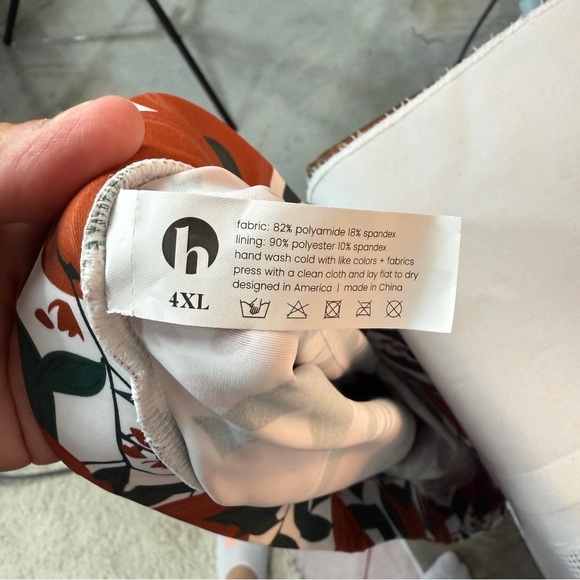 h
4XL
fabric: 82% polyamide 18% spandex
lining: 90% polyester 10% spandex
hand wash cold with like colors + fabrics
press with a clean cloth and lay flat to dry
designed in America | made in China